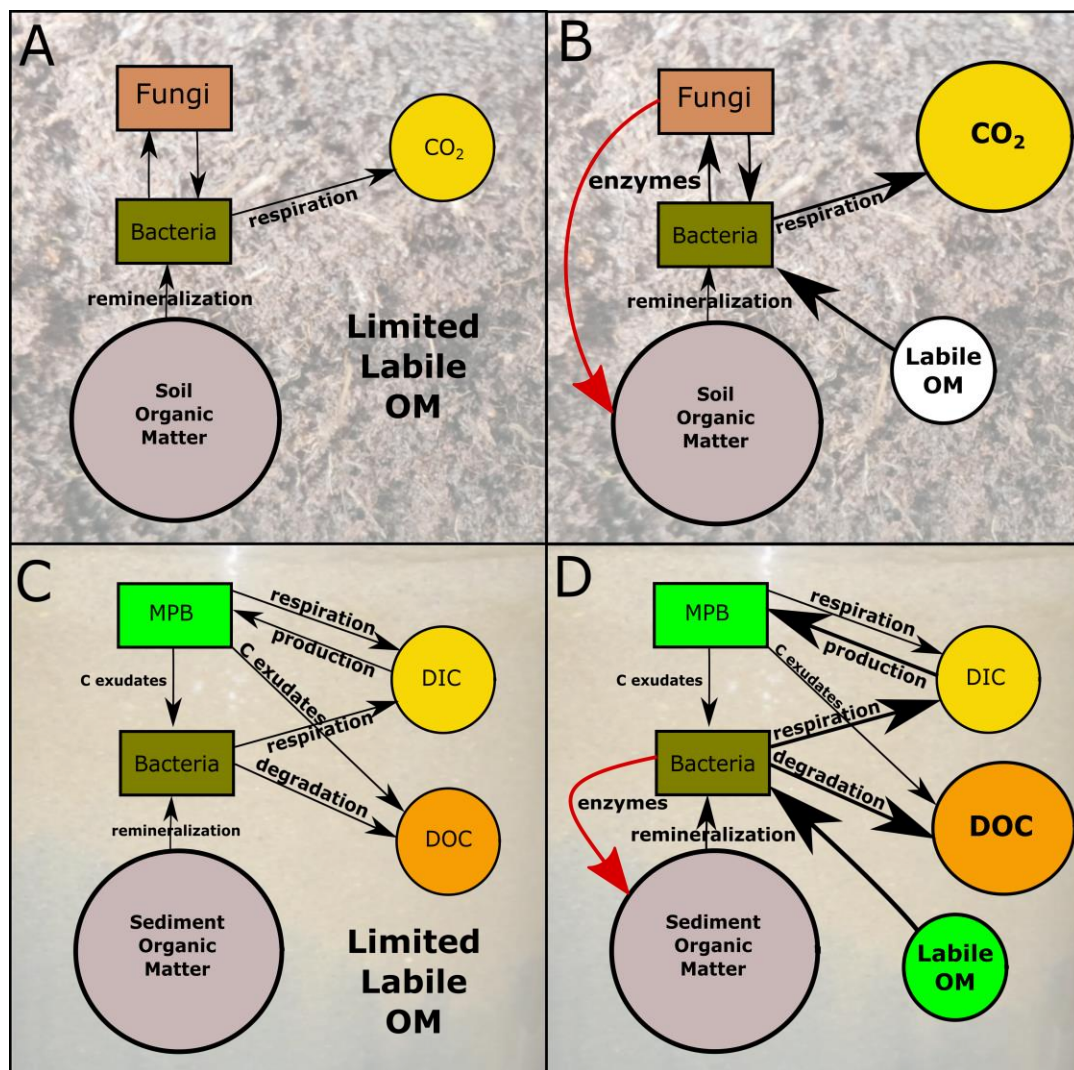 A
Fungi
CO₂
respiration
Bacteria
remineralization
Soil
Organic
Matter
Limited
Labile
OM
B
Fungi
CO₂
enzymes
respiration
Bacteria
remineralization
Labile
OM
Soil
Organic
Matter
C
MPB
respiration
production
DIC
C exudates
C exudates
respiration
Bacteria
degradation
remineralization
DOC
Sediment
Organic
Matter
Limited
Labile
OM
D
MPB
respiration
production
DIC
C exudates
C exudates
respiration
Bacteria
degradation
enzymes
remineralization
DOC
Sediment
Organic
Matter
Labile
OM